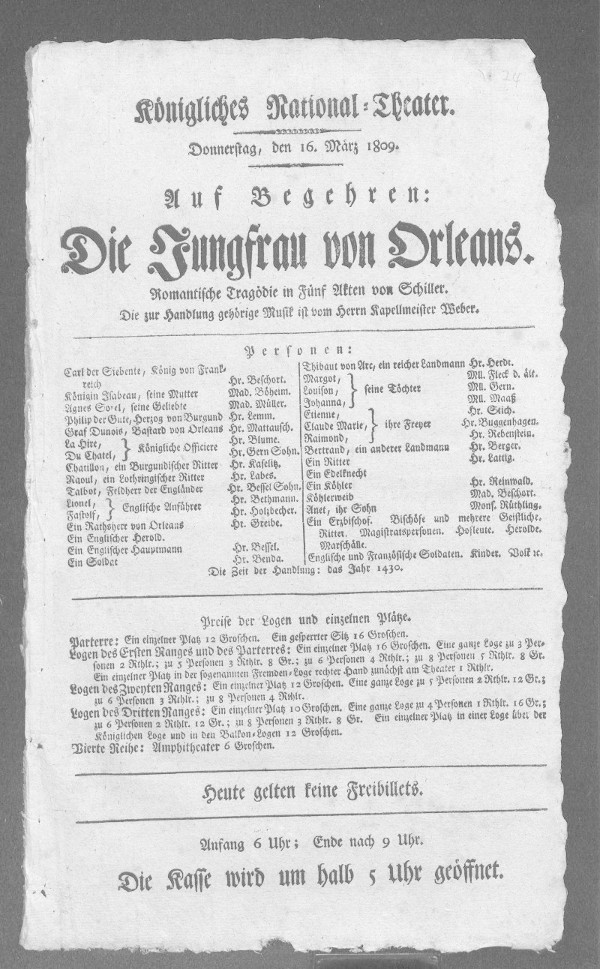 Königliches National-Theater.
Donnerstag, den 16. März 1809.
Auf Begehren:
Die Jungfrau von Orleans.
Romantische Tragödie in Fünf Akten von Schiller.
Die zur Handlung gehörige Musik ist vom Herrn Kapellmeister Weber.
Personen:
Carl der Siebente, König von Frank-
reich Hr. Beschort.
Königin Isabeau, seine Mutter Mad. Böheim.
Agnes Sorel, seine Geliebte Mad. Müller.
Philip der Gute, Herzog von Burgund Hr. Lemm.
Graf Dunois, Bastard von Orleans Hr. Mattausch.
La Hire, Hr. Blume.
Du Chatel, Königliche Officiere Hr. Gern Sohn.
Chatillon, ein Burgundischer Ritter Hr. Kaselitz.
Raoul, ein Lothringischer Ritter Hr. Labes.
Talbot, Feldherr der Engländer Hr. Bessel Sohn.
Lionel, Hr. Bethmann.
Fastolf, Englische Anführer Hr. Holzbecher.
Ein Rathsherr von Orleans Hr. Greibe.
Ein Englischer Herold.
Ein Englischer Hauptmann Hr. Bessel.
Ein Soldat Hr. Benda.
Thibaut von Arc, ein reicher Landmann Hr. Herdt.
Margot, Mll. Fleck d. ält.
Louison, seine Töchter Mll. Gern.
Johanna, Mll. Maaß
Etienne, Hr. Stich.
Claude Marie, ihre Freyer Hr. Buggenhagen.
Raimond, Hr. Rebenstein.
Bertrand, ein anderer Landmann Hr. Berger.
Ein Ritter Hr. Lattig.
Ein Edelknecht
Ein Köhler Hr. Reinwald.
Köhlerweib Mad. Beschort.
Anet, ihr Sohn Mons. Rüthling.
Ein Erzbischof. Bischöfe und mehrere Geistliche.
Ritter. Magistratspersonen. Hofleute. Herolde.
Marschälle.
Englische und Französische Soldaten. Kinder. Volk ꝛc.
Die Zeit der Handlung: das Jahr 1430.
Preise der Logen und einzelnen Plätze.
Parterre: Ein einzelner Platz 12 Groschen. Ein gesperrter Sitz 16 Groschen.
Logen des Ersten Ranges und des Parterres: Ein einzelner Platz 16 Groschen. Eine ganze Loge zu 3 Per-
sonen 2 Rthlr.; zu 5 Personen 3 Rthlr. 8 Gr.; zu 6 Personen 4 Rthlr.; zu 8 Personen 5 Rthlr. 8 Gr.
Ein einzelner Platz in der sogenannten Fremden-Loge rechter Hand zunächst am Theater 1 Rthlr.
Logen des Zweyten Ranges: Ein einzelner Platz 12 Groschen. Eine ganze Loge zu 5 Personen 2 Rthlr. 12 Gr.;
zu 6 Personen 3 Rthlr.; zu 8 Personen 4 Rthlr.
Logen des Dritten Ranges: Ein einzelner Platz 10 Groschen. Eine ganze Loge zu 4 Personen 1 Rthlr. 16 Gr.;
zu 6 Personen 2 Rthlr. 12 Gr.; zu 8 Personen 3 Rthlr. 8 Gr. Ein einzelner Platz in einer Loge über der
Königlichen Loge und in den Balkon-Logen 12 Groschen.
Vierte Reihe: Amphitheater 6 Groschen.
Heute gelten keine Freibillets.
Anfang 6 Uhr; Ende nach 9 Uhr.
Die Kasse wird um halb 5 Uhr geöffnet.